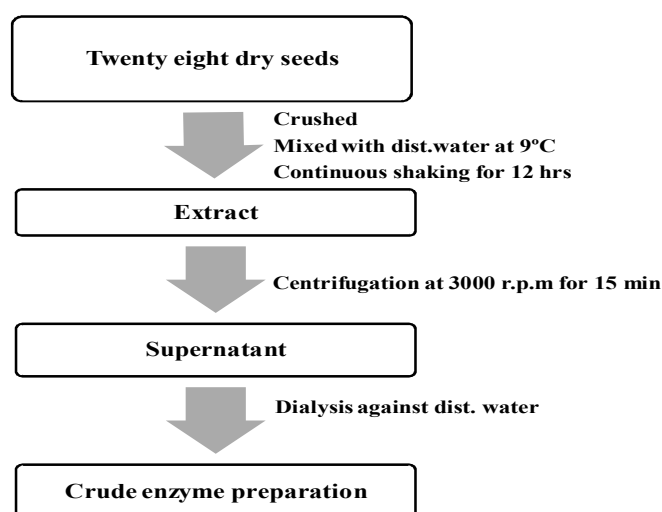 Twenty eight dry seeds
Crushed
Mixed with dist.water at 9ºC
Continuous shaking for 12 hrs
Extract
Centrifugation at 3000 r.p.m for 15 min
Supernatant
Dialysis against dist. water
Crude enzyme preparation